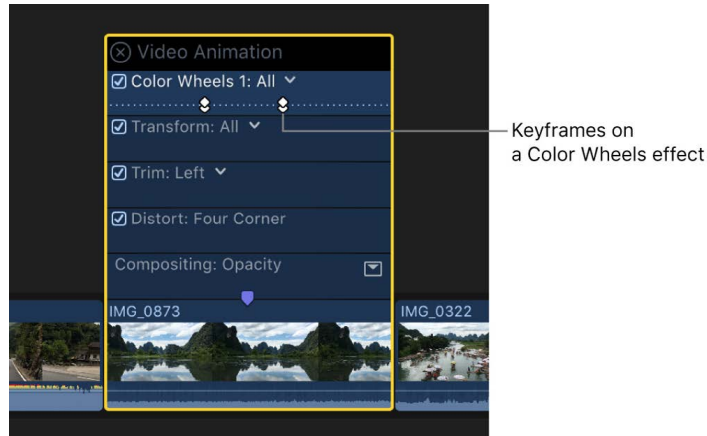 Video Animation
Color Wheels 1: All
Keyframes on
a Color Wheels effect
Transform: All
Trim: Left
Distort: Four Corner
Compositing: Opacity
IMG_0873
IMG_0322